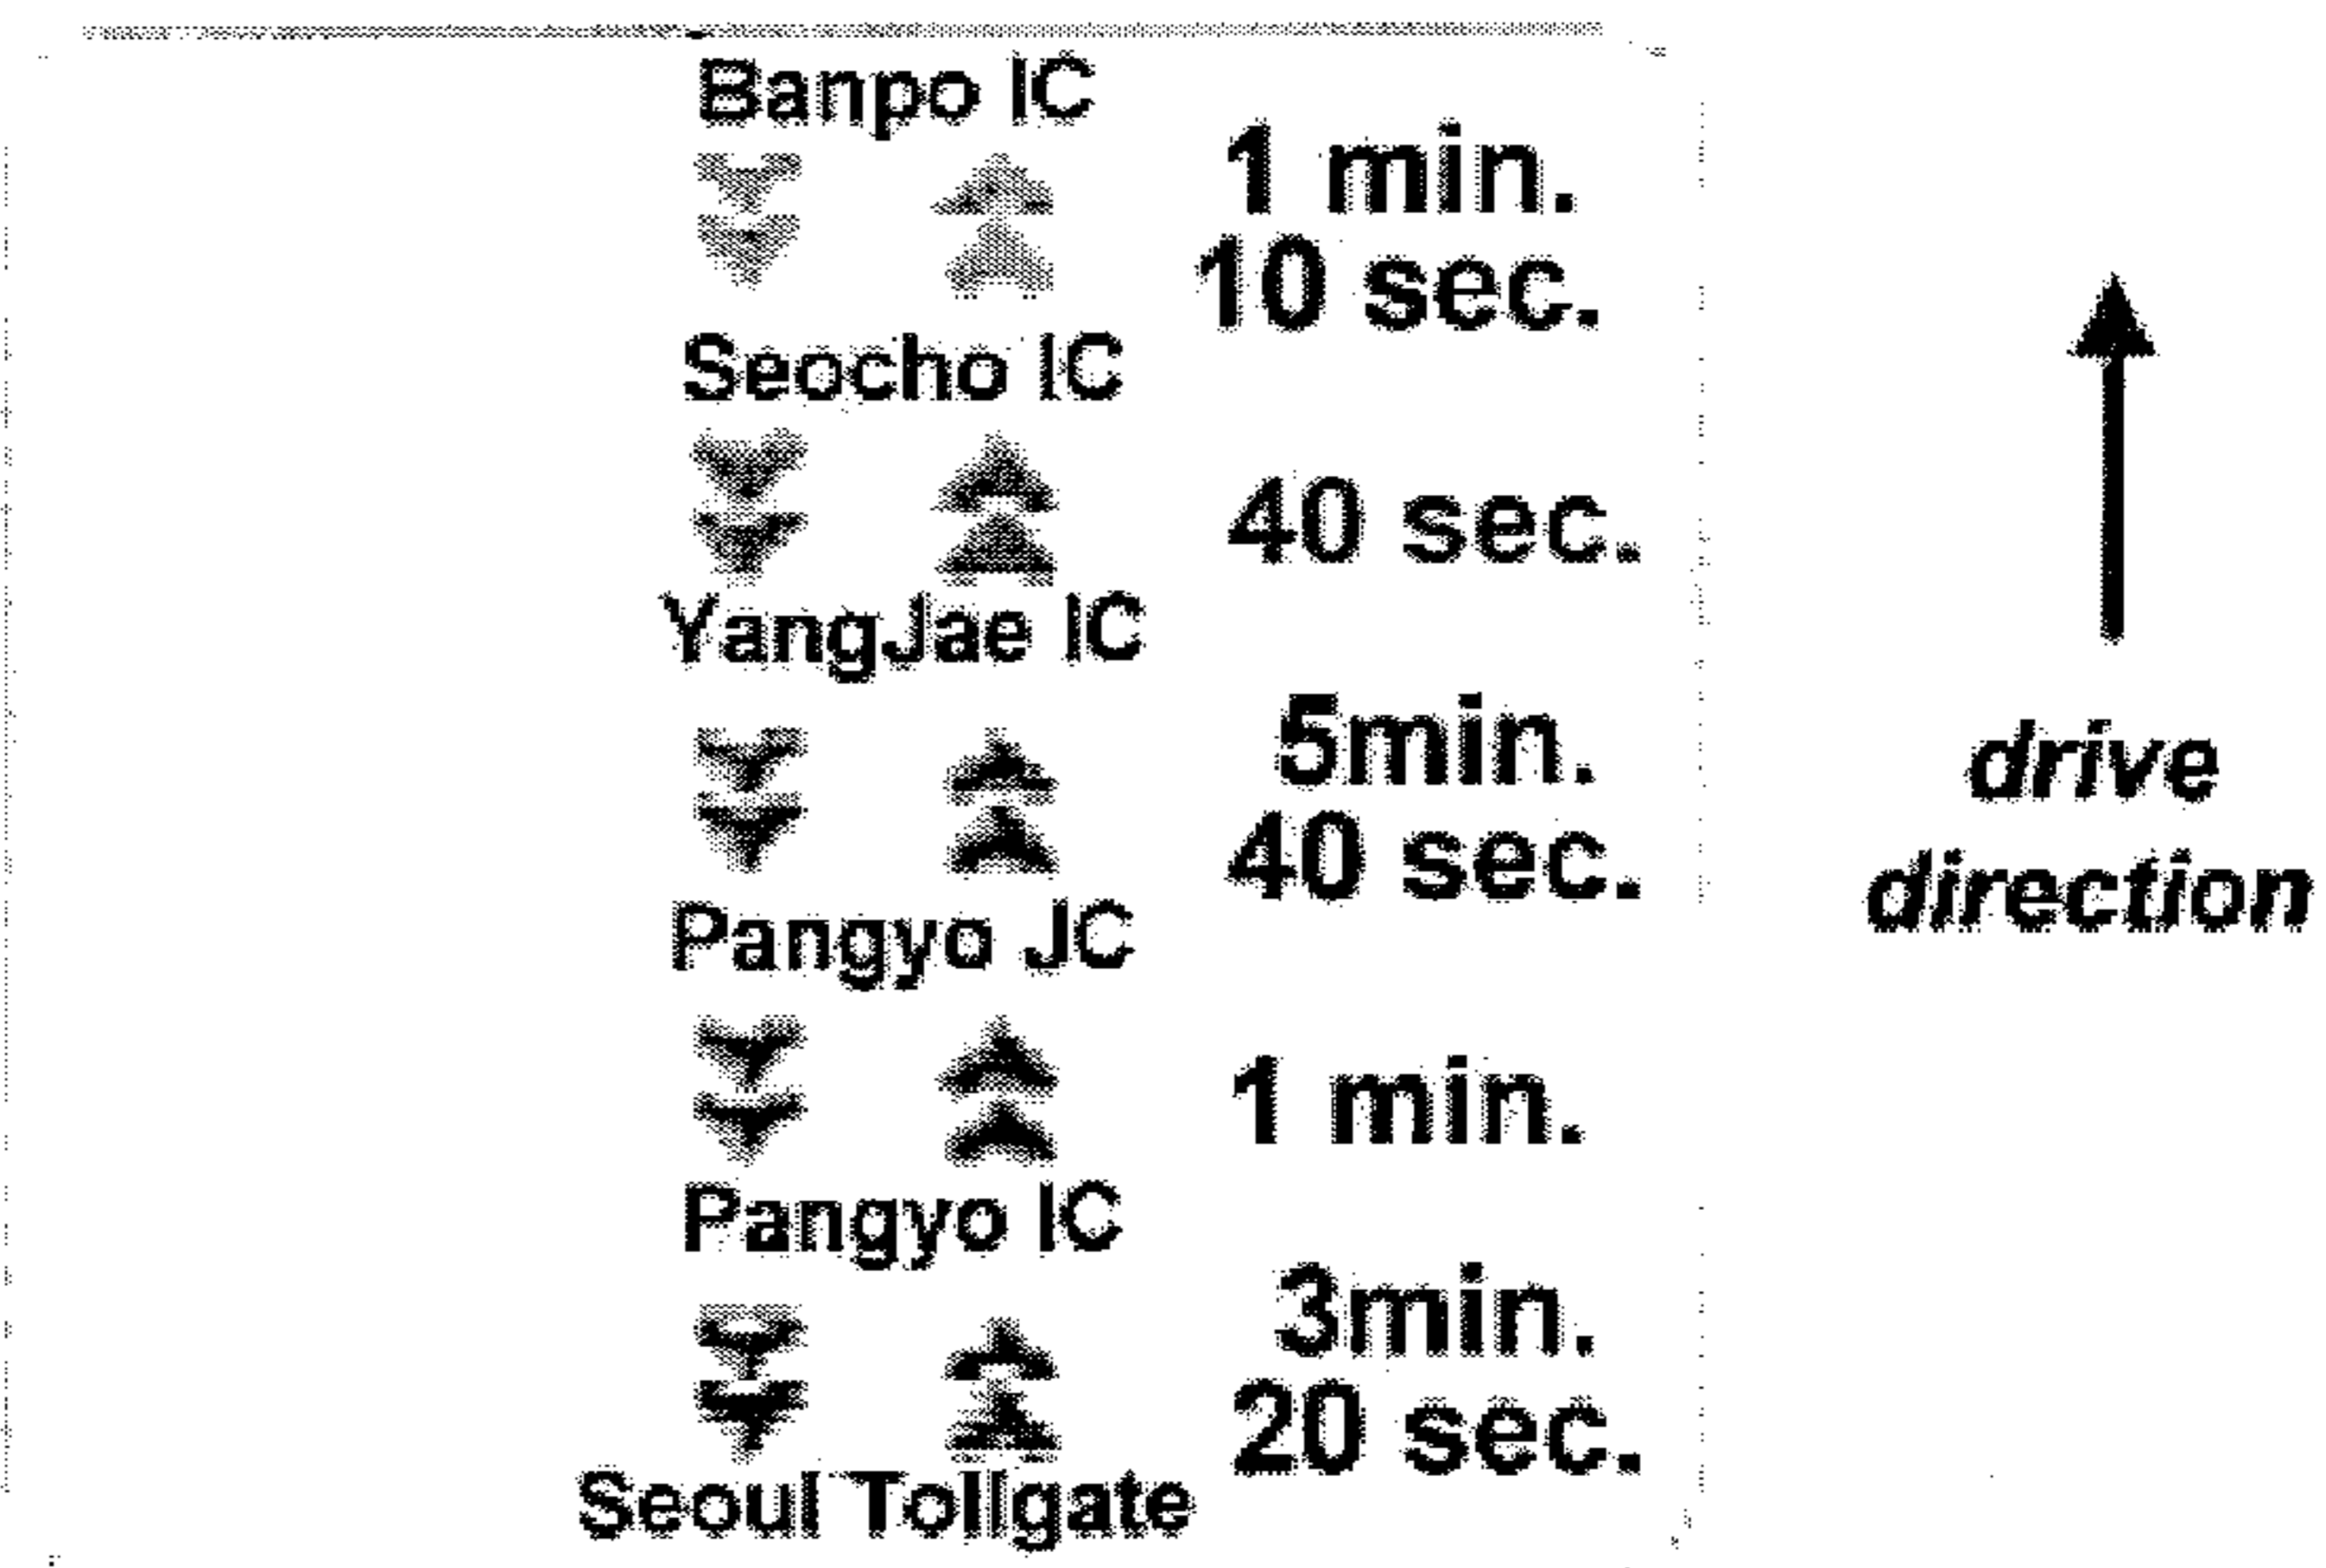 Banpo IC
1 min.
10 sec.
Seocho IC
40 sec.
YangJae IC
5min.
40 sec.
Pangyo JC
1 min.
Pangyo IC
3min.
20 sec.
Seoul Tollgate
drive
direction